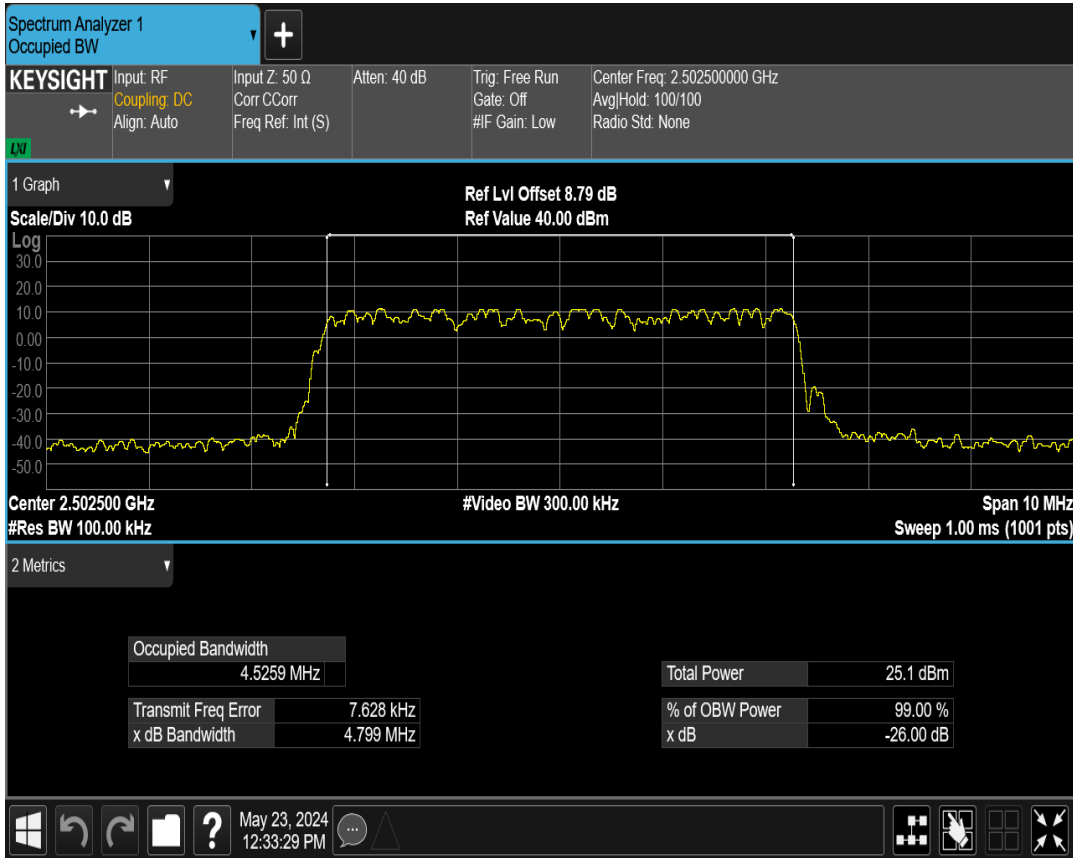 Spectrum Analyzer 1
Occupied BW
KEYSIGHT
LXI
Input: RF
Coupling: DC
Align: Auto
Input Z: 50 Ω
Corr CCorr
Freq Ref: Int (S)
Atten: 40 dB
Trig: Free Run
Gate: Off
#IF Gain: Low
Center Freq: 2.502500000 GHz
Avg|Hold: 100/100
Radio Std: None
1 Graph
Scale/Div 10.0 dB
Ref Lvl Offset 8.79 dB
Ref Value 40.00 dBm
Log
30.0
20.0
10.0
0.00
-10.0
-20.0
-30.0
-40.0
-50.0
Center 2.502500 GHz
#Video BW 300.00 kHz
Span 10 MHz
#Res BW 100.00 kHz
Sweep 1.00 ms (1001 pts)
2 Metrics
Occupied Bandwidth
4.5259 MHz
Transmit Freq Error 7.628 kHz
x dB Bandwidth 4.799 MHz
Total Power 25.1 dBm
% of OBW Power 99.00 %
x dB -26.00 dB
?
May 23, 2024
12:33:29 PM